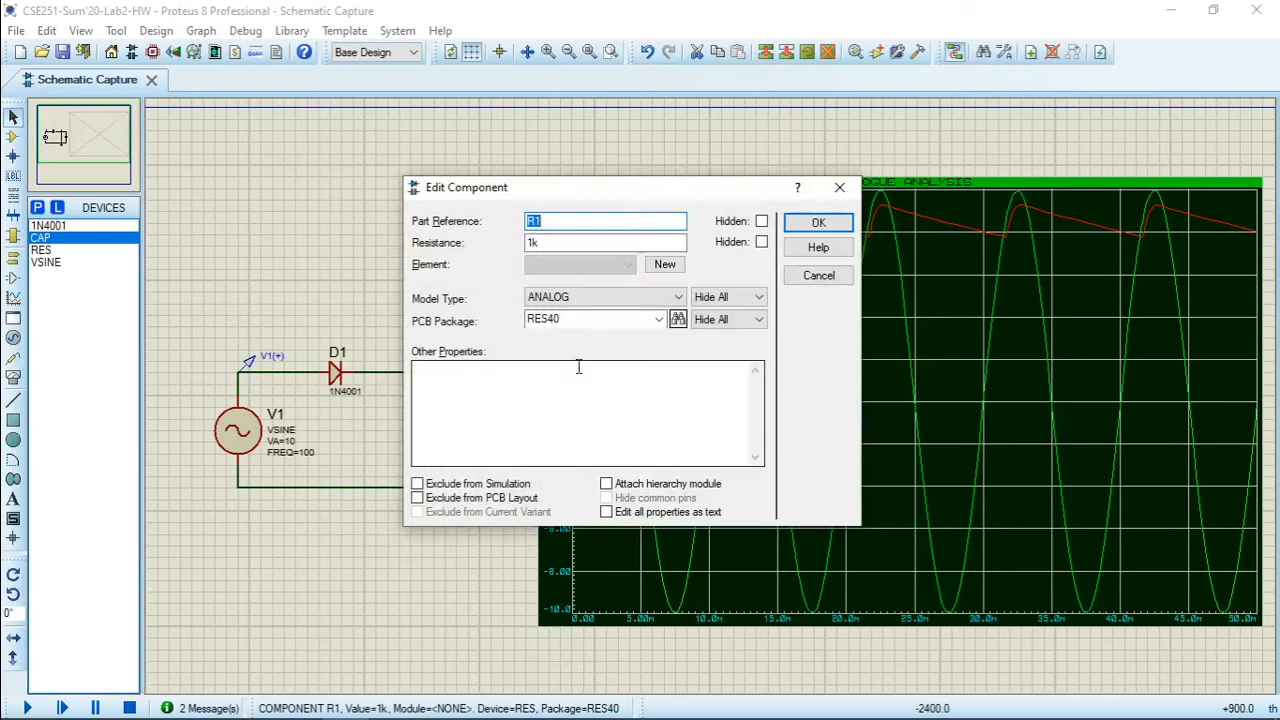 CSE251-Sum'20-Lab2-HW - Proteus 8 Professional - Schematic Capture
File Edit View Tool Design Graph Debug Library Template System Help
Base Design
Schematic Capture
P L DEVICES
1N4001
CAP
RES
VSINE
LBL
A
S
0°
Edit Component
Part Reference: R1 Hidden: OK
Resistance: 1k Hidden: Help
Element: New Cancel
Model Type: ANALOG Hide All
PCB Package: RES40 Hide All
Other Properties:
Exclude from Simulation Attach hierarchy module
Exclude from PCB Layout Hide common pins
Exclude from Current Variant Edit all properties as text
V1(+)
D1
1N4001
V1
VSINE
VA=10
FREQ=100
OGUE ANALYSIS
-8.00
-10.0
0.00 5.00M 10.0M 15.0M 20.0M 25.0M 30.0M 35.0M 40.0M 45.0M 50.0M
2 Message(s) COMPONENT R1, Value=1k, Module=<NONE>. Device=RES, Package=RES40 -2400.0 +900.0 th